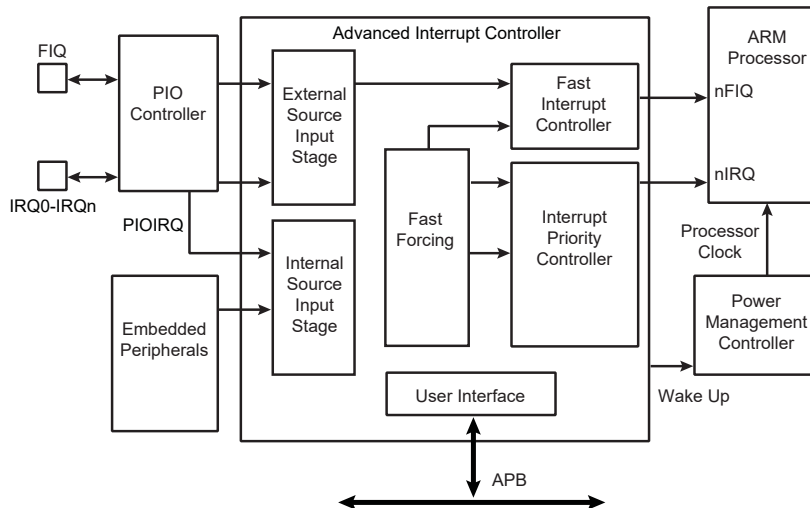 Advanced Interrupt Controller
FIQ
PIO
Controller
IRQ0-IRQn
PIOIRQ
Embedded
Peripherals
External
Source
Input
Stage
Internal
Source
Input
Stage
Fast
Forcing
Fast
Interrupt
Controller
Interrupt
Priority
Controller
User Interface
APB
ARM
Processor
nFIQ
nIRQ
Processor
Clock
Power
Management
Controller
Wake Up